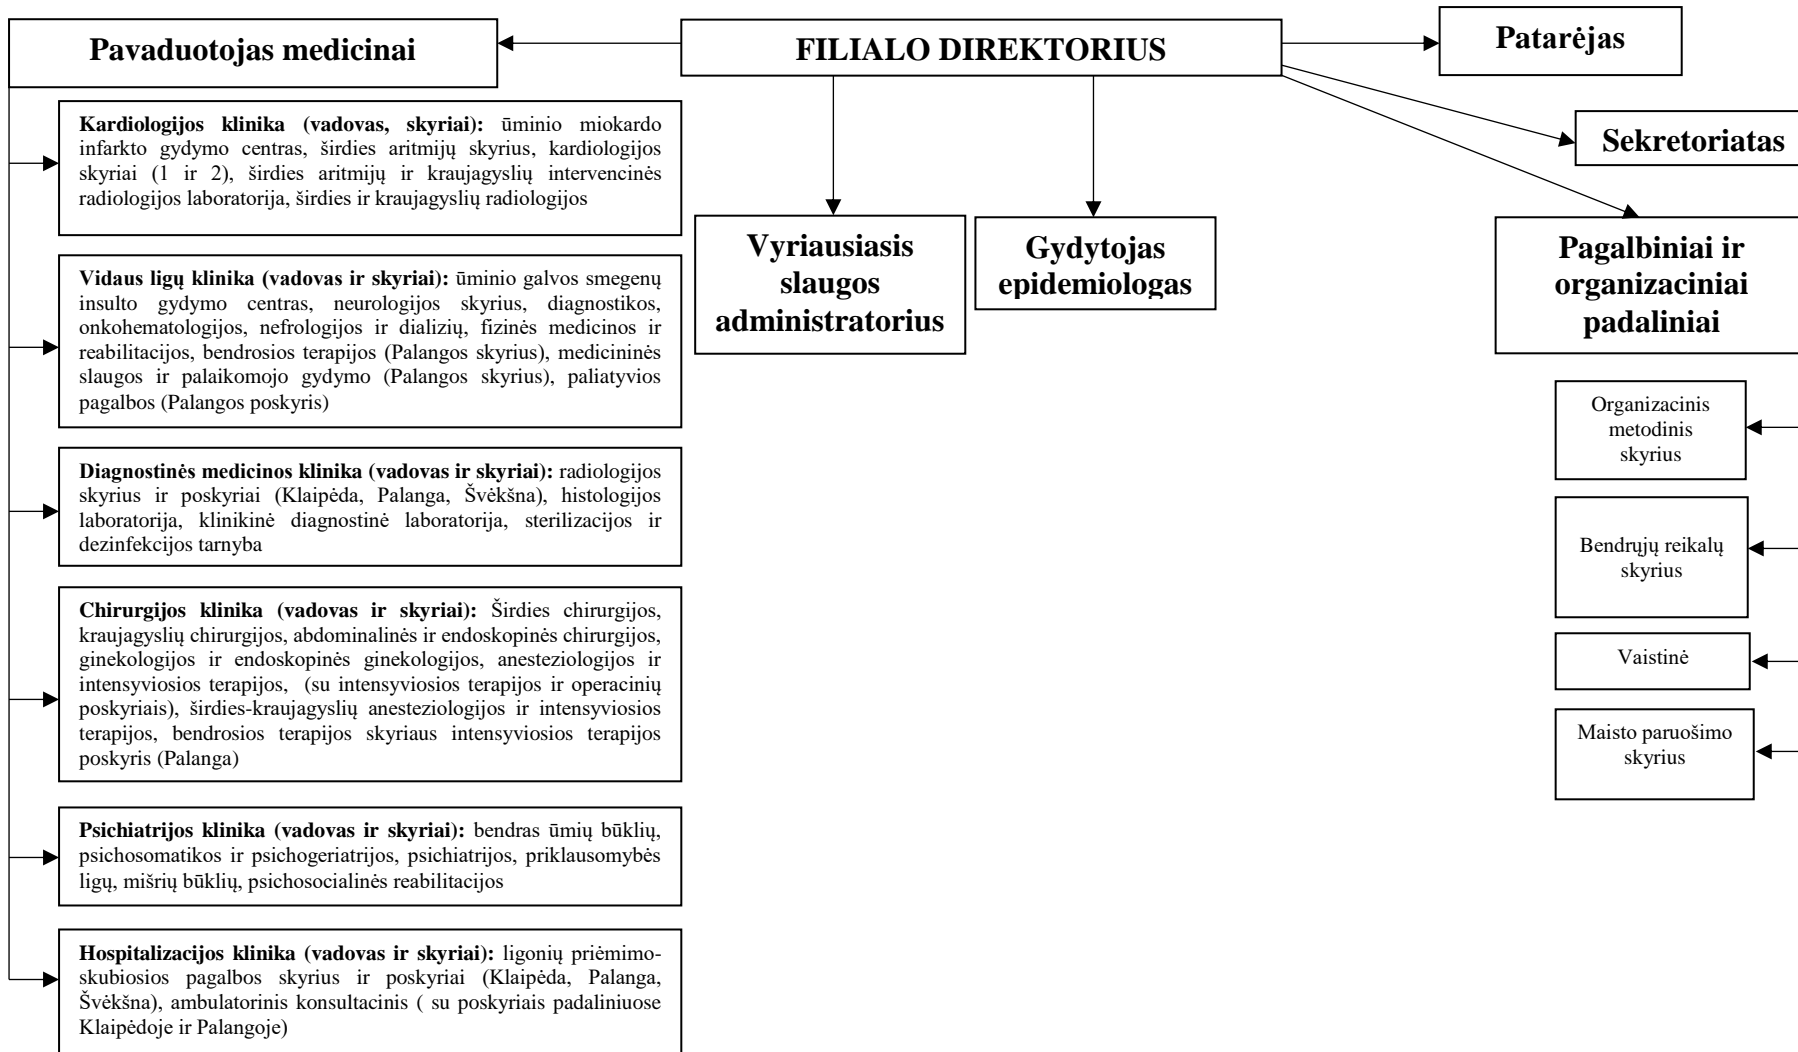 Pavaduotojas medicinai
FILIALO DIREKTORIUS
Patarėjas
Sekretoriatas
Kardiologijos klinika (vadovas, skyriai): ūminio miokardo
infarkto gydymo centras, širdies aritmijų skyrius, kardiologijos
skyriai (1 ir 2), širdies aritmijų ir kraujagyslių intervencinės
radiologijos laboratorija, širdies ir kraujagyslių radiologijos
Vidaus ligų klinika (vadovas ir skyriai): ūminio galvos smegenų
insulto gydymo centras, neurologijos skyrius, diagnostikos,
onkohematologijos, nefrologijos ir dializių, fizinės medicinos ir
reabilitacijos, bendrosios terapijos (Palangos skyrius), medicininės
slaugos ir palaikomojo gydymo (Palangos skyrius), paliatyvios
pagalbos (Palangos poskyris)
Diagnostinės medicinos klinika (vadovas ir skyriai): radiologijos
skyrius ir poskyriai (Klaipėda, Palanga, Švėkšna), histologijos
laboratorija, klinikinė diagnostinė laboratorija, sterilizacijos ir
dezinfekcijos tarnyba
Chirurgijos klinika (vadovas ir skyriai): Širdies chirurgijos,
kraujagyslių chirurgijos, abdominalinės ir endoskopinės chirurgijos,
ginekologijos ir endoskopinės ginekologijos, anesteziologijos ir
intensyviosios terapijos, (su intensyviosios terapijos ir operacinių
poskyriais), širdies-kraujagyslių anesteziologijos ir intensyviosios
terapijos, bendrosios terapijos skyriaus intensyviosios terapijos
poskyris (Palanga)
Psichiatrijos klinika (vadovas ir skyriai): bendras ūmių būklių,
psichosomatikos ir psichogeriatrijos, psichiatrijos, priklausomybės
ligų, mišrių būklių, psichosocialinės reabilitacijos
Hospitalizacijos klinika (vadovas ir skyriai): ligonių priėmimo-
skubiosios pagalbos skyrius ir poskyriai (Klaipėda, Palanga,
Švėkšna), ambulatorinis konsultacinis ( su poskyriais padaliniuose
Klaipėdoje ir Palangoje)
Vyriausiasis
slaugos
administratorius
Gydytojas
epidemiologas
Pagalbiniai ir
organizaciniai
padaliniai
Organizacinis
metodinis
skyrius
Bendrųjų reikalų
skyrius
Vaistinė
Maisto paruošimo
skyrius